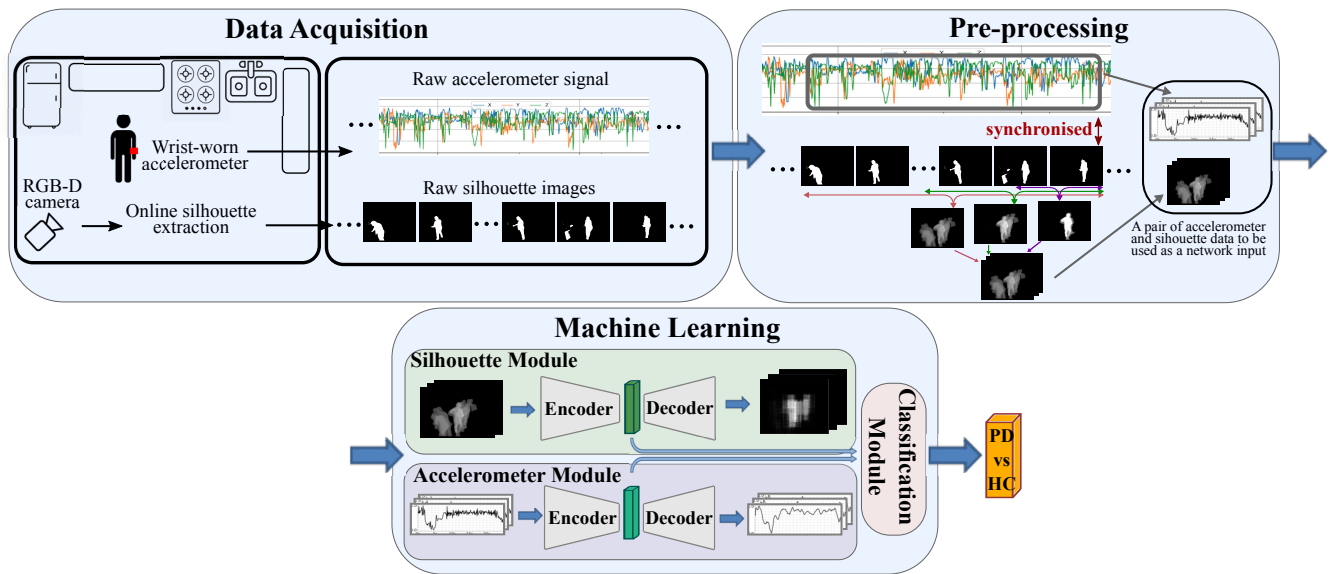 Data Acquisition
Raw accelerometer signal
X Y Z
Wrist-worn
accelerometer
RGB-D
camera
Online silhouette
extraction
Raw silhouette images
Pre-processing
X Y Z
synchronised
A pair of accelerometer
and sihouette data to be
used as a network input
Machine Learning
Silhouette Module
Encoder
Decoder
Accelerometer Module
Encoder
Decoder
Classification
Module
PD
vs
HC